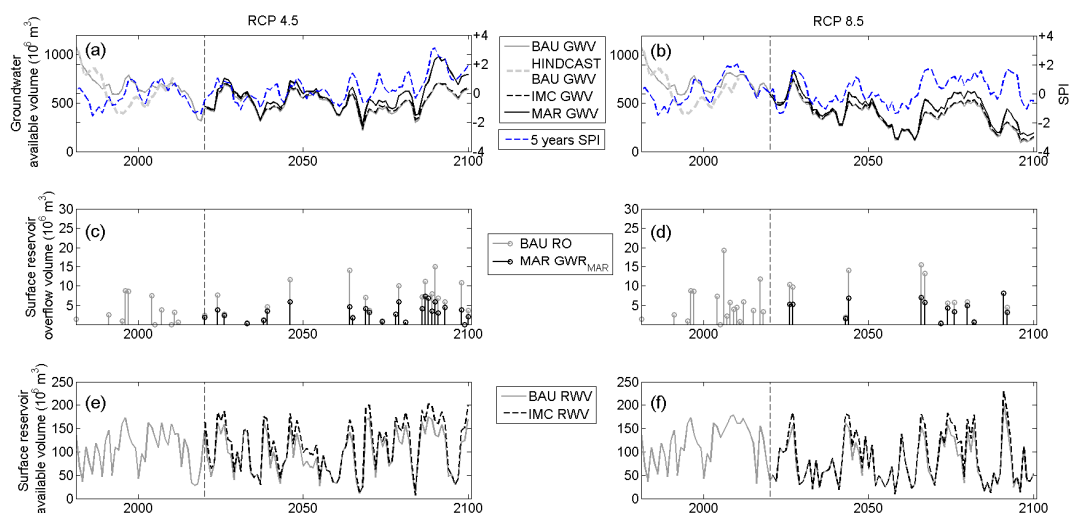 RCP 4.5
RCP 8.5
Groundwater
available volume (10⁶ m³)
1000
500
0
(a)
+4
+2
0
-2
-4
2000
2050
2100
BAU GWV
HINDCAST
BAU GWV
IMC GWV
MAR GWV
5 years SPI
1000
500
0
(b)
+4
+2
0
-2
-4
SPI
2000
2050
2100
Surface reservoir
overflow volume (10⁶ m³)
30
25
20
15
10
5
(c)
2000
2050
2100
BAU RO
MAR GWR_MAR
30
25
20
15
10
5
(d)
2000
2050
2100
Surface reservoir
available volume (10⁶ m³)
250
200
150
100
50
0
(e)
2000
2050
2100
BAU RWV
IMC RWV
250
200
150
100
50
0
(f)
2000
2050
2100